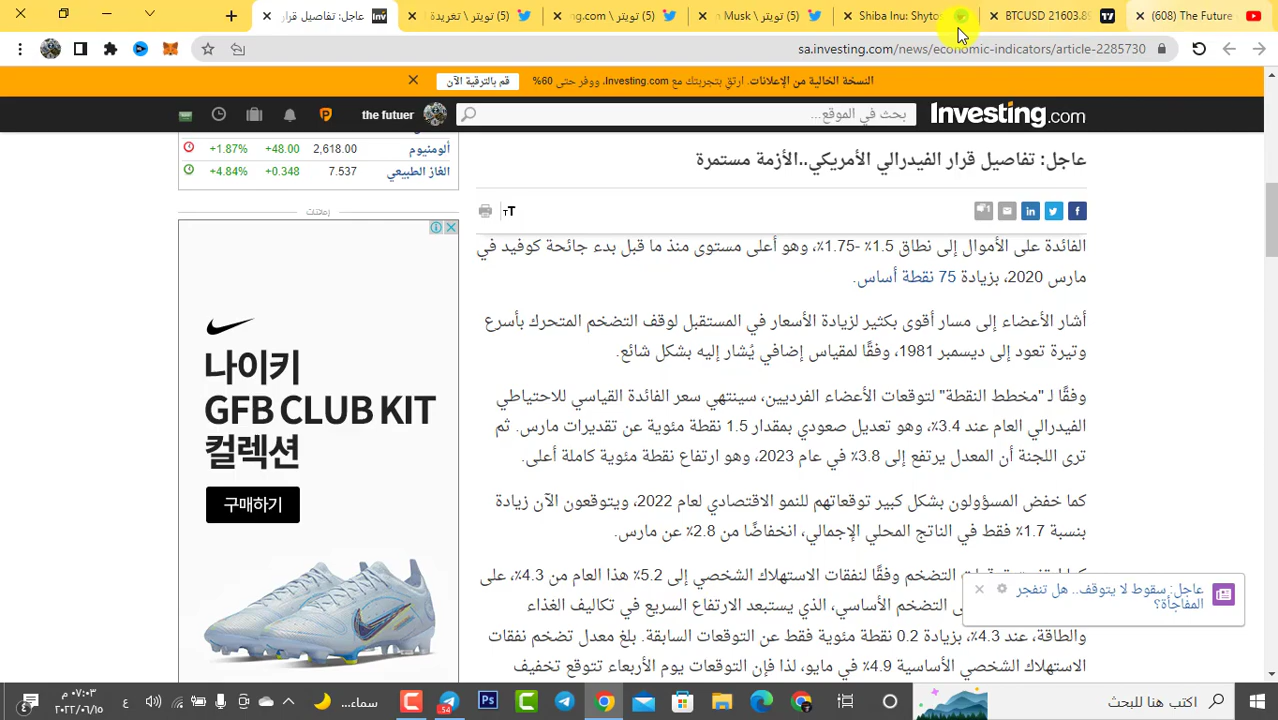 (608) The Future
BTCUSD 21603.89
Shiba Inu: Shytos
(5) تويتر \ Musk
(5) تويتر \ ng.com
(5) تويتر \ تغريدة
عاجل: تفاصيل قرار
Inv
sa.investing.com/news/economic-indicators/article-2285730
النسخة الخالية من الإعلانات. ارتقِ بتجربتك مع Investing.com، ووفر حتى 60%
قم بالترقية الآن
Investing.com
بحث في الموقع...
the futuer
عاجل: تفاصيل قرار الفيدرالي الأمريكي..الأزمة مستمرة
1
الفائدة على الأموال إلى نطاق 1.5٪ -1.75٪، وهو أعلى مستوى منذ ما قبل بدء جائحة كوفيد في
مارس 2020، بزيادة 75 نقطة أساس.
أشار الأعضاء إلى مسار أقوى بكثير لزيادة الأسعار في المستقبل لوقف التضخم المتحرك بأسرع
وتيرة تعود إلى ديسمبر 1981، وفقًا لمقياس إضافي يُشار إليه بشكل شائع.
وفقًا لـ "مخطط النقطة" لتوقعات الأعضاء الفرديين، سينتهي سعر الفائدة القياسي للاحتياطي
الفيدرالي العام عند 3.4٪، وهو تعديل صعودي بمقدار 1.5 نقطة مئوية عن تقديرات مارس. ثم
ترى اللجنة أن المعدل يرتفع إلى 3.8٪ في عام 2023، وهو ارتفاع نقطة مئوية كاملة أعلى.
كما خفض المسؤولون بشكل كبير توقعاتهم للنمو الاقتصادي لعام 2022، ويتوقعون الآن زيادة
بنسبة 1.7٪ فقط في الناتج المحلي الإجمالي، انخفاضًا من 2.8٪ عن مارس.
التضخم وفقًا لنفقات الاستهلاك الشخصي إلى 5.2٪ هذا العام من 4.3٪، على
التضخم الأساسي، الذي يستبعد الارتفاع السريع في تكاليف الغذاء
والطاقة، عند 4.3٪، بزيادة 0.2 نقطة مئوية فقط عن التوقعات السابقة. بلغ معدل تضخم نفقات
الاستهلاك الشخصي الأساسية 4.9٪ في مايو، لذا فإن التوقعات يوم الأربعاء تتوقع تخفيف
ألومنيوم 2,618.00 +48.00 +1.87%
الغاز الطبيعي 7.537 +0.348 +4.84%
إعلانات
나이키
GFB CLUB KIT
컬렉션
구매하기
عاجل: سقوط لا يتوقف.. هل تنفجر
المفاجأة؟
اكتب هنا للبحث
54
سماء...
ع
٠٧:٠٣ م
٢٠٢٢/٠٦/١٥